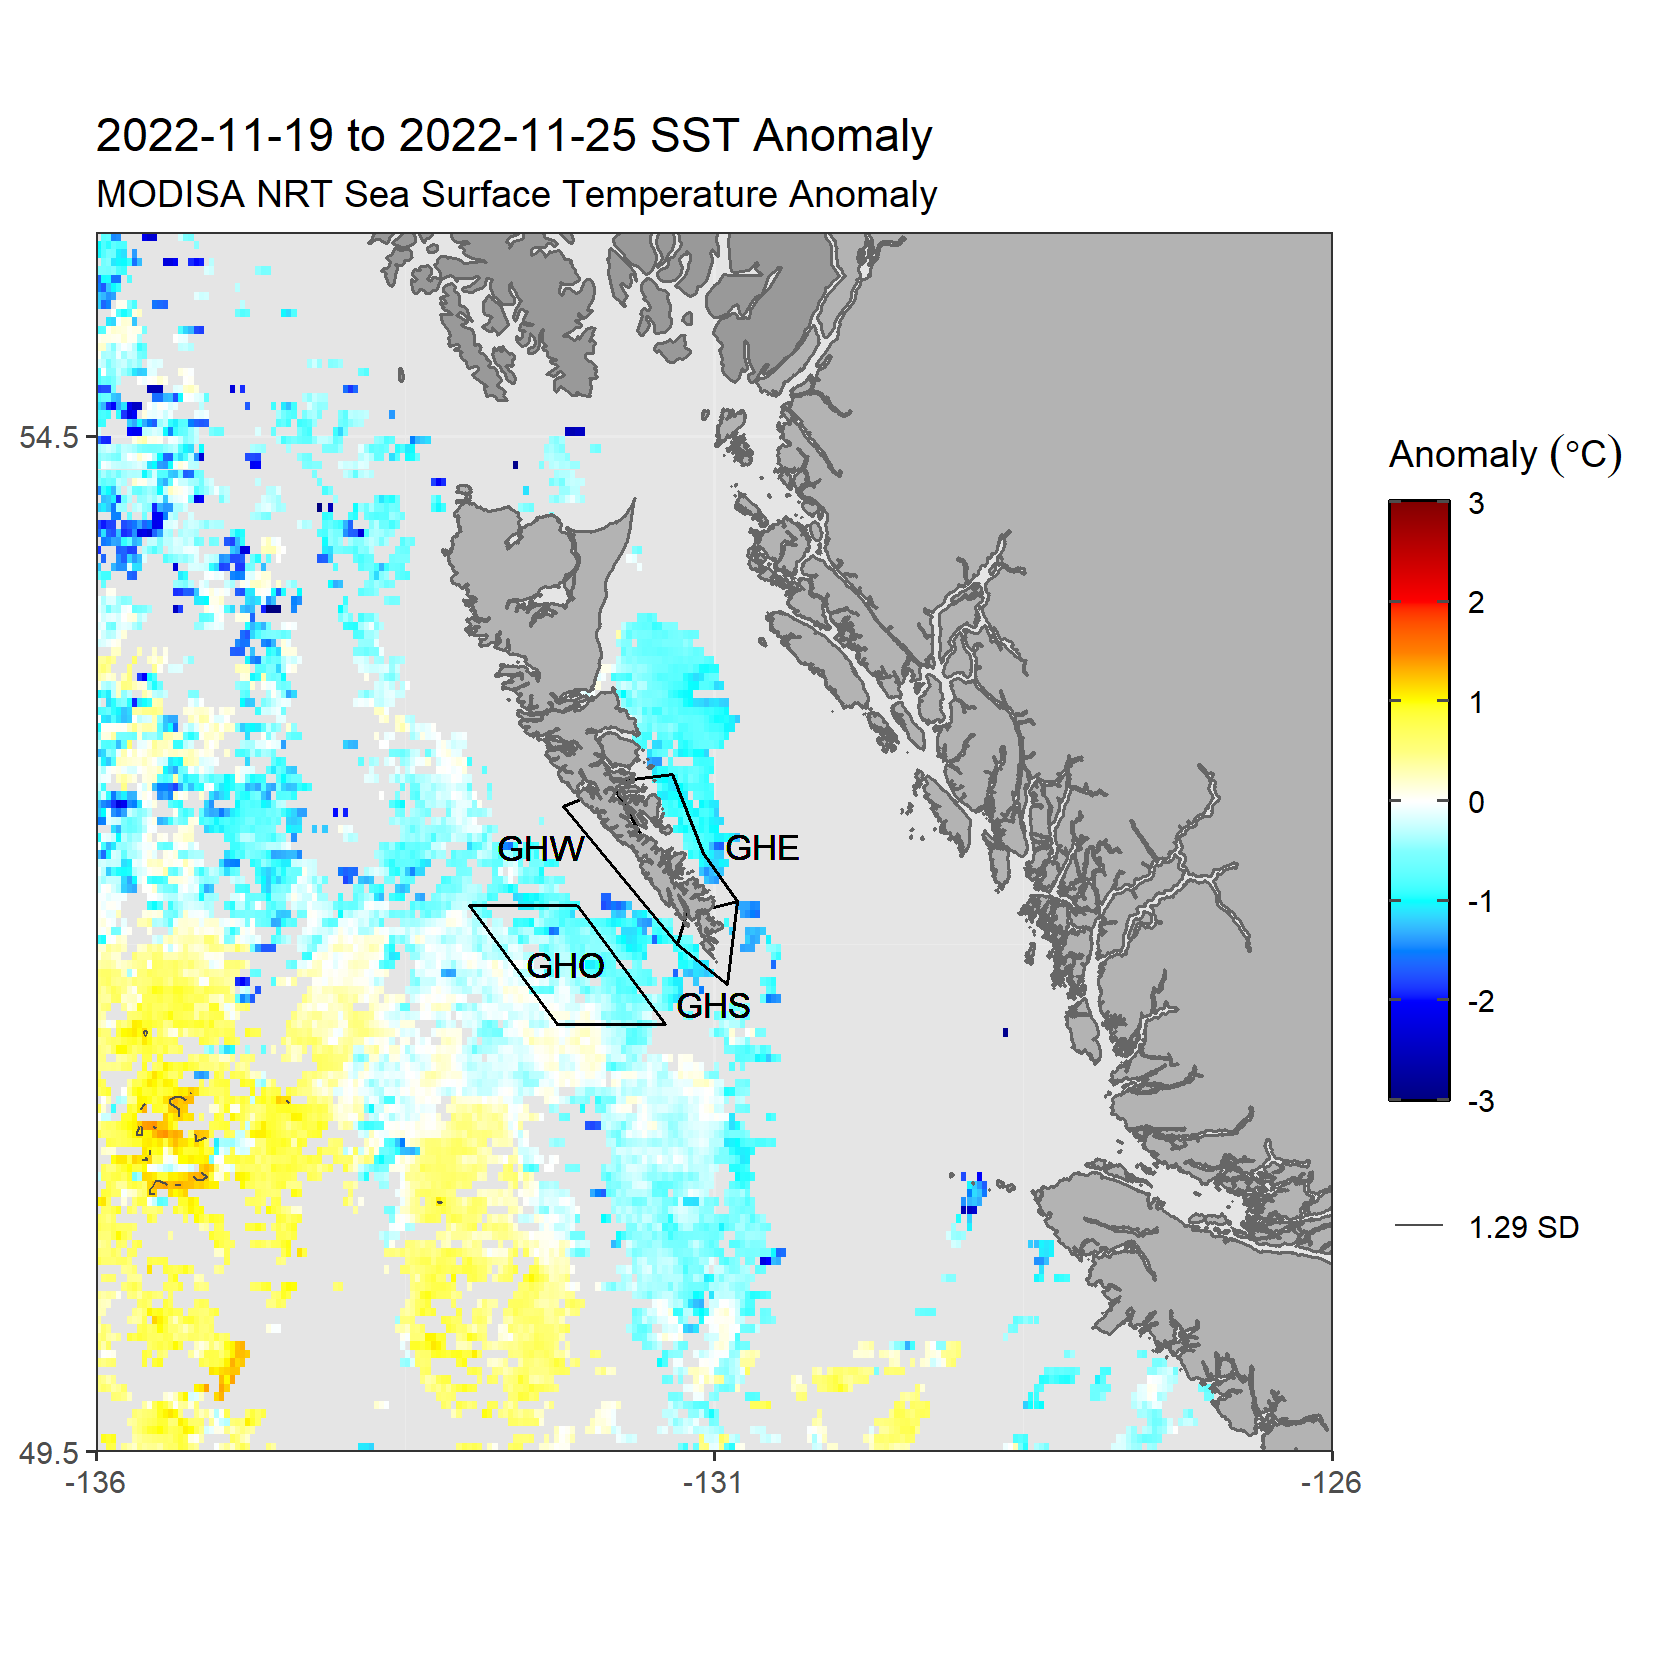 2022-11-19 to 2022-11-25 SST Anomaly
MODISA NRT Sea Surface Temperature Anomaly
54.5
49.5
-136
-131
-126
GHW
GHE
GHO
GHS
Anomaly (°C)
3
2
1
0
-1
-2
-3
1.29 SD